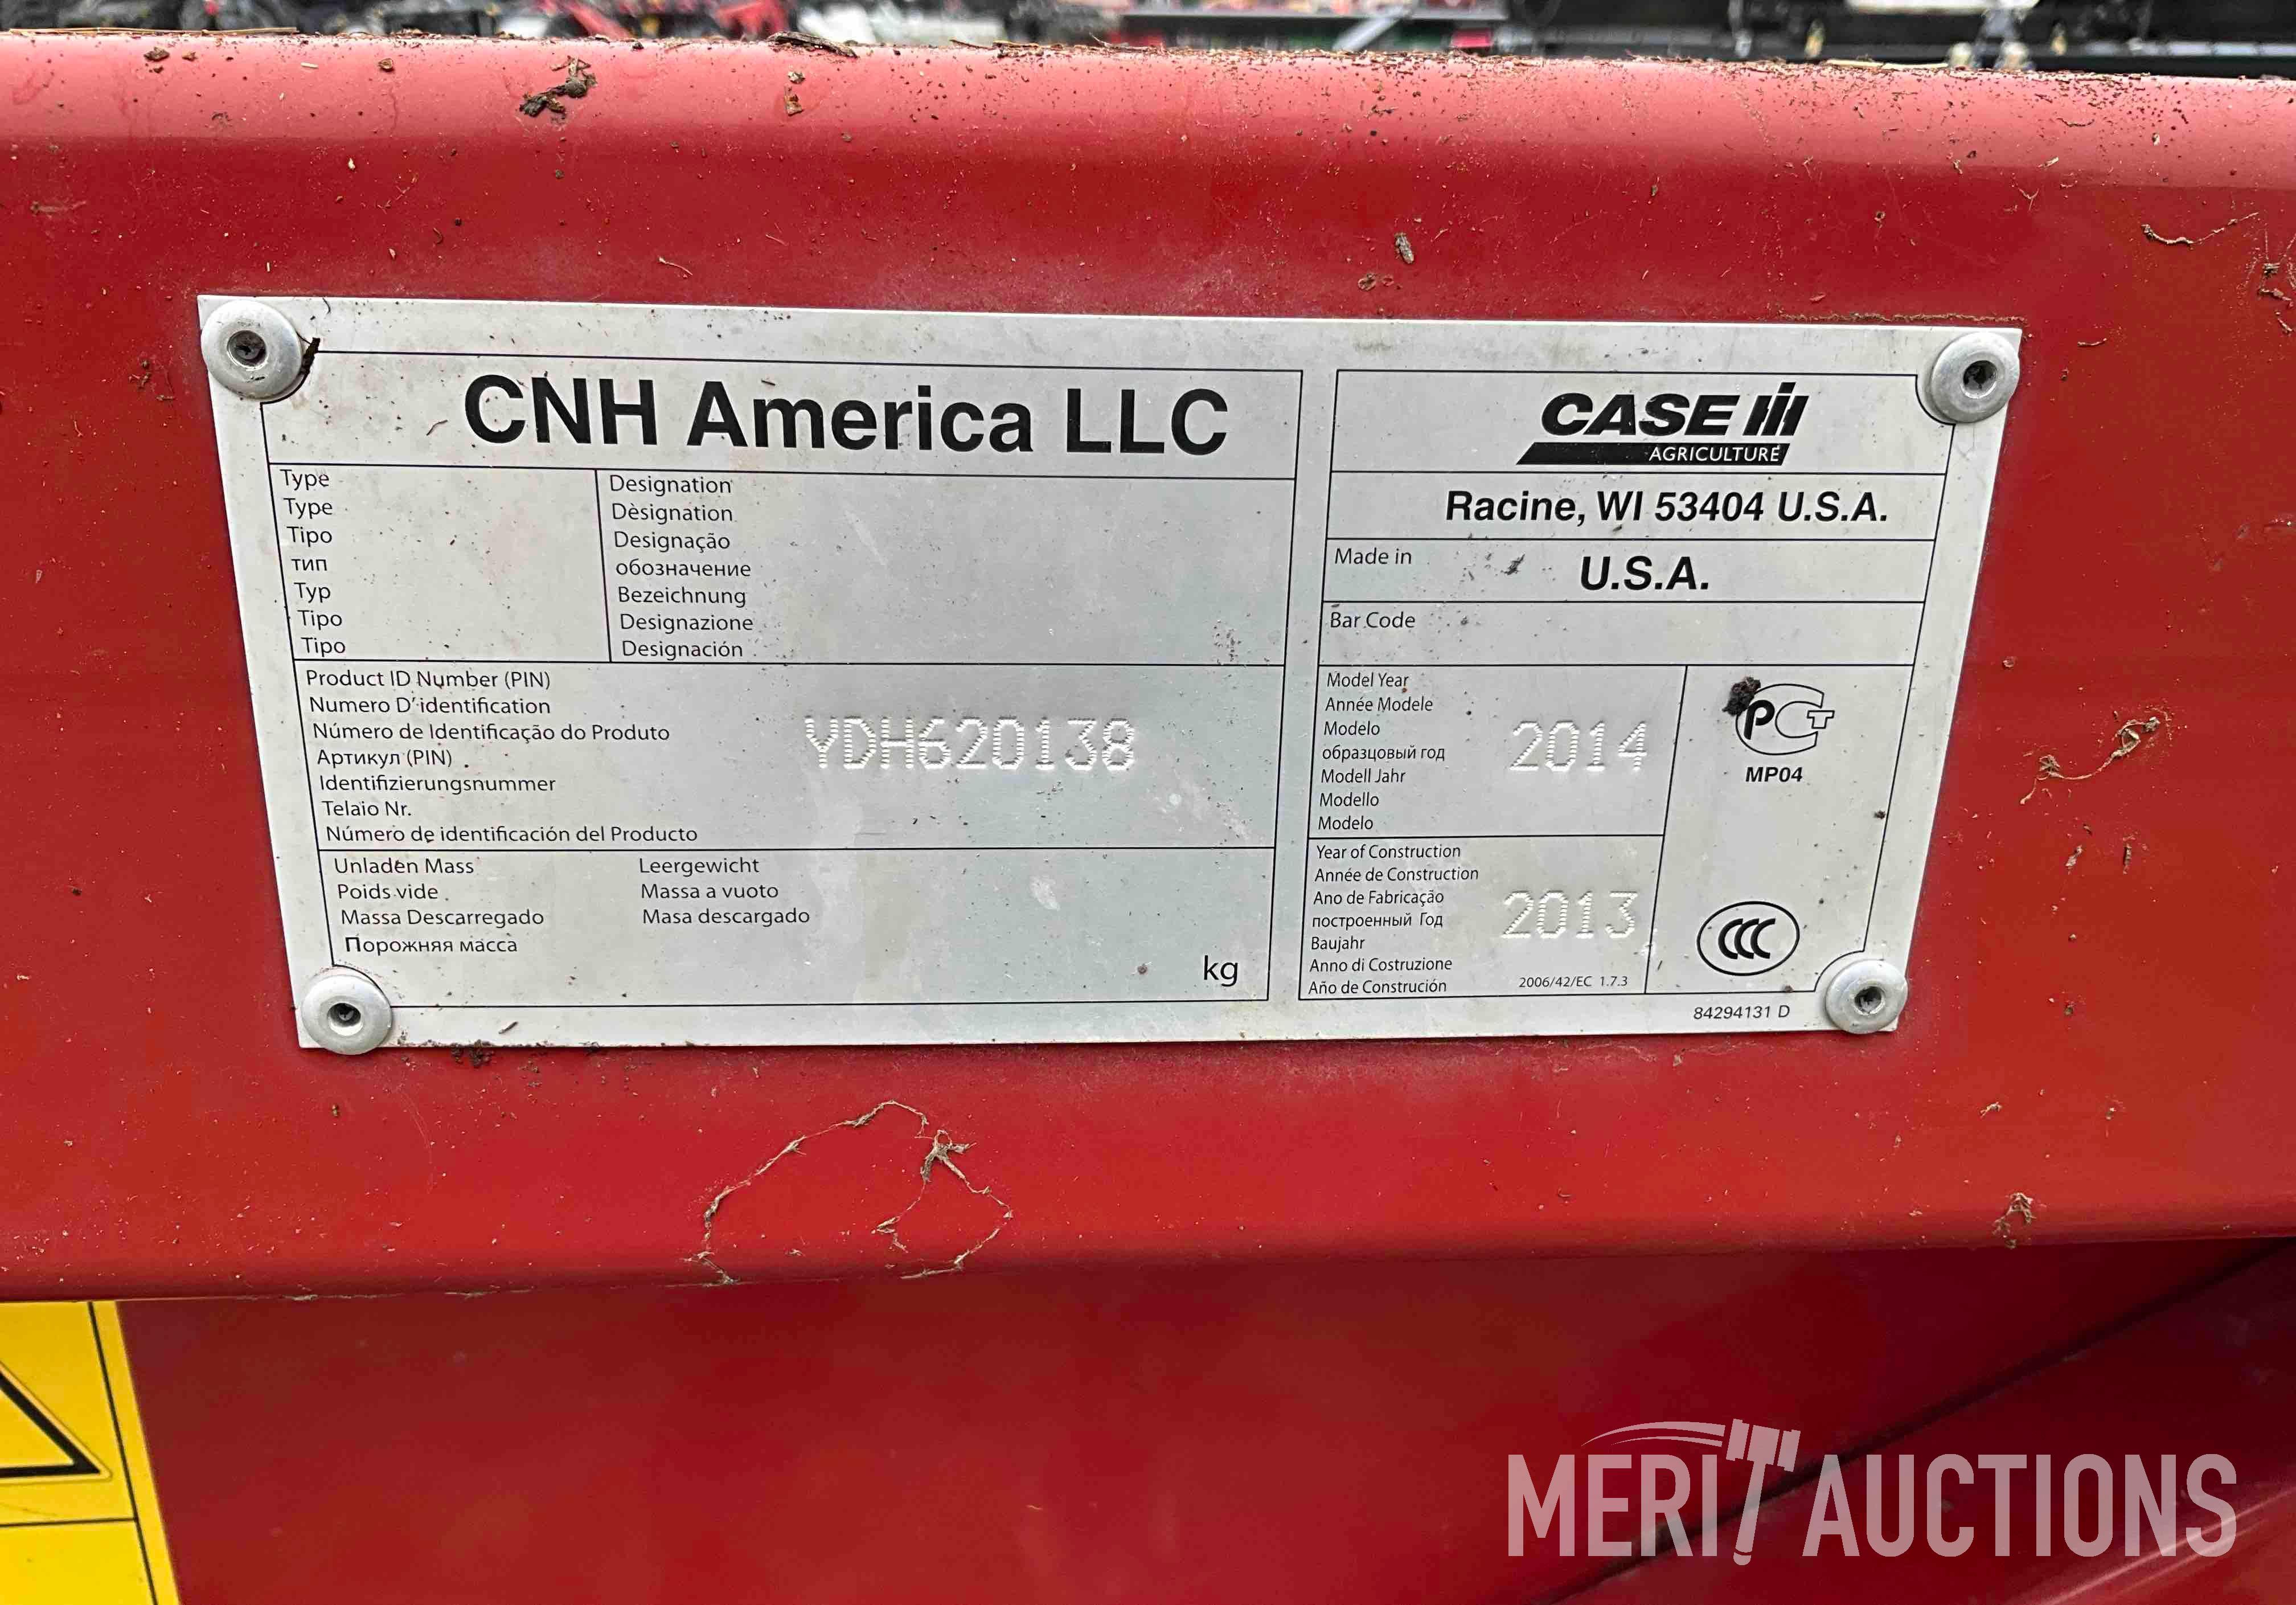 CNH America LLC
Type
Type
Tipo
тип
Typ
Tipo
Tipo
Designation
Dèsignation
Designação
обозначение
Bezeichnung
Designazione
Designación
Product ID Number (PIN)
Numero D'identification
Número de Identificação do Produto
Артикул (PIN)
Identifizierungsnummer
Telaio Nr.
Número de identificación del Producto
YDH620138
Unladen Mass
Poids vide
Massa Descarregado
Порожняя масса
Leergewicht
Massa a vuoto
Masa descargado
kg
CASE IH
AGRICULTURE
Racine, WI 53404 U.S.A.
Made in
U.S.A.
Bar Code
Model Year
Année Modele
Modelo
образцовый год
Modell Jahr
Modello
Modelo
2014
PCT
MP04
Year of Construction
Année de Construction
Ano de Fabricação
построенный Год
Baujahr
Anno di Costruzione
Año de Construción
2013
2006/42/EC 1.7.3
CCC
84294131 D
MERIT AUCTIONS